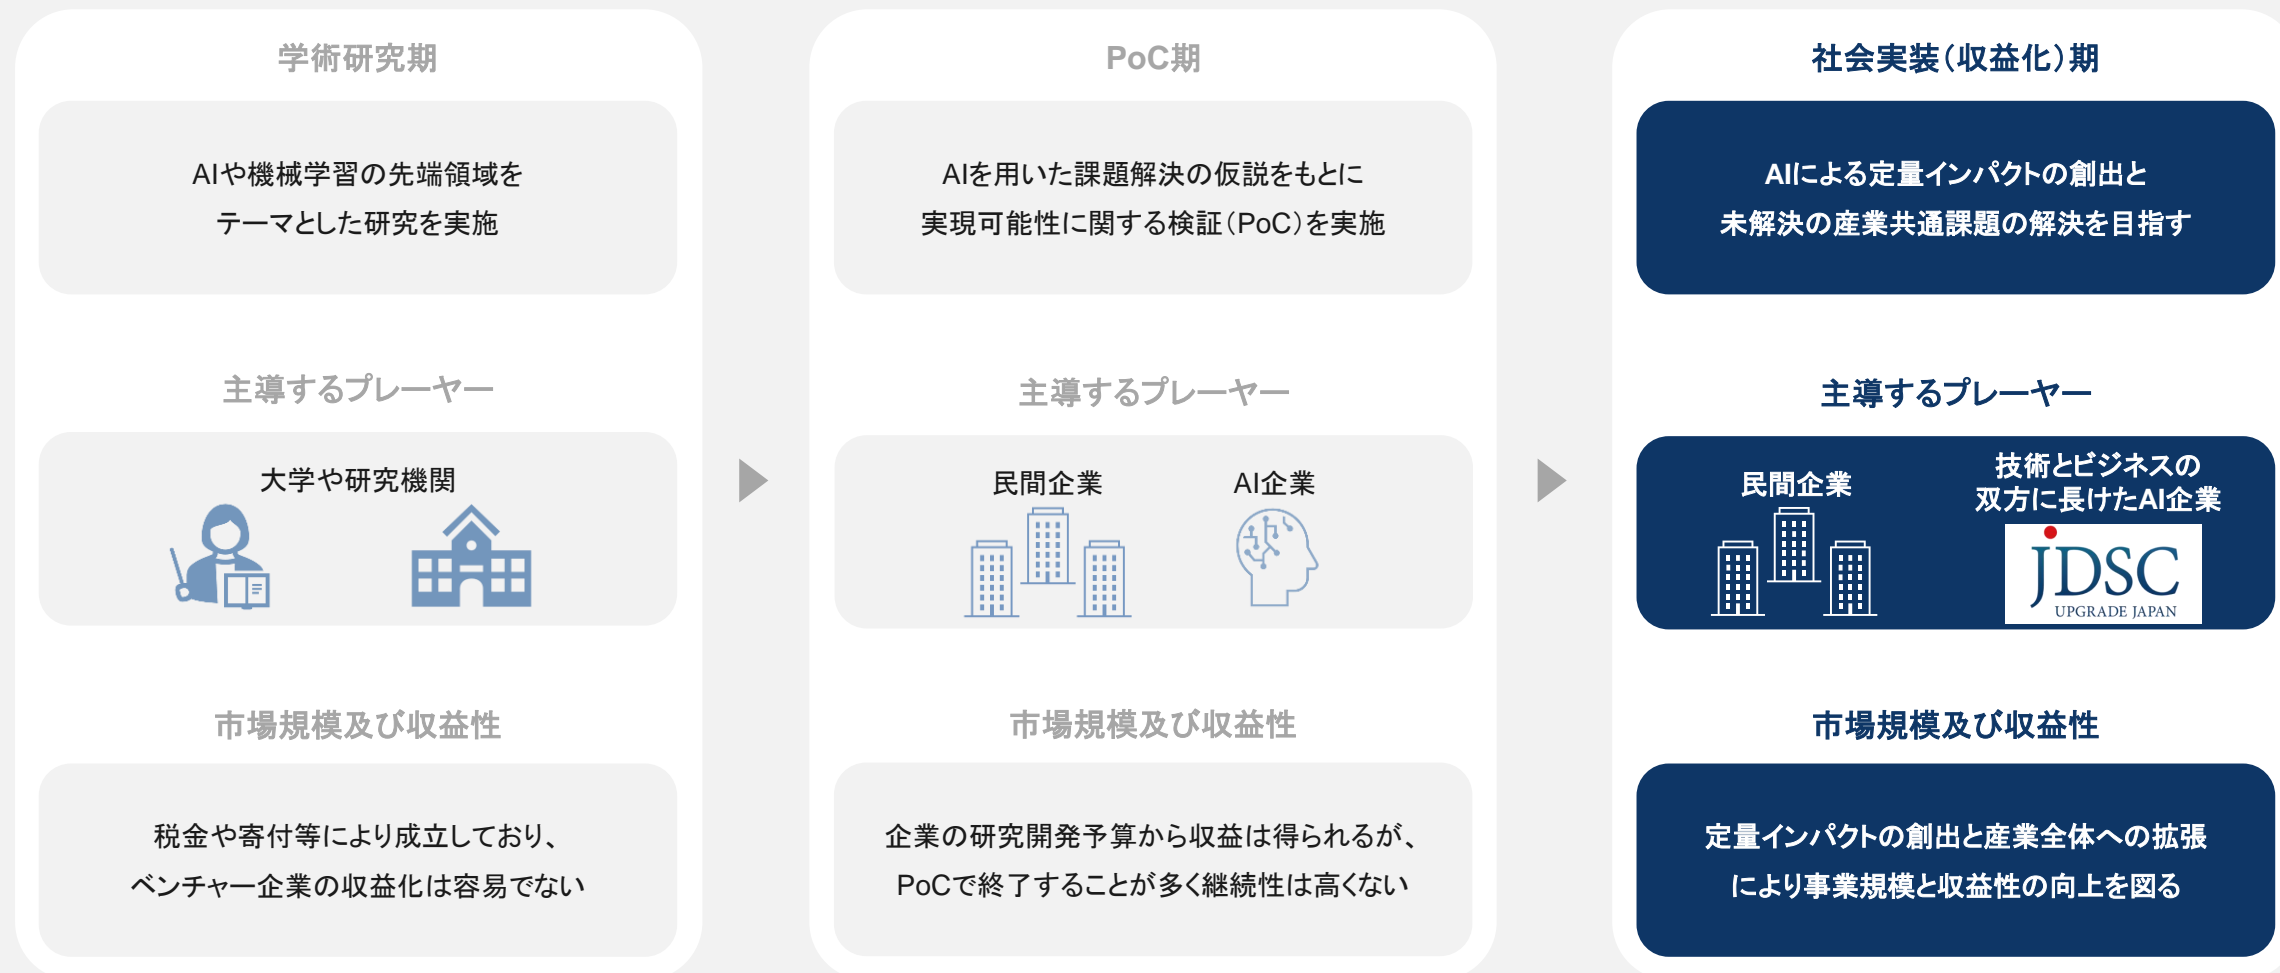 学術研究期
AIや機械学習の先端領域を
テーマとした研究を実施
主導するプレーヤー
大学や研究機関
市場規模及び収益性
税金や寄付等により成立しており、
ベンチャー企業の収益化は容易でない
PoC期
AIを用いた課題解決の仮説をもとに
実現可能性に関する検証（PoC）を実施
主導するプレーヤー
民間企業
AI企業
市場規模及び収益性
企業の研究開発予算から収益は得られるが、
PoCで終了することが多く継続性は高くない
社会実装（収益化）期
AIによる定量インパクトの創出と
未解決の産業共通課題の解決を目指す
主導するプレーヤー
民間企業
技術とビジネスの
双方に長けたAI企業
JDSC
UPGRADE JAPAN
市場規模及び収益性
定量インパクトの創出と産業全体への拡張
により事業規模と収益性の向上を図る